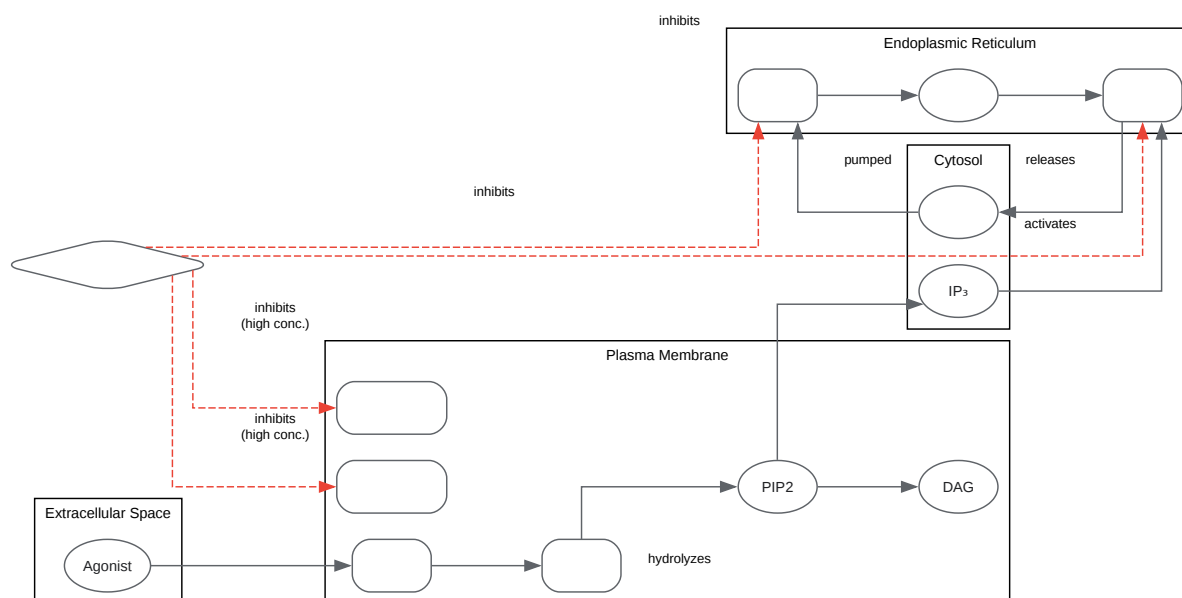 inhibits
Endoplasmic Reticulum
pumped
Cytosol
releases
inhibits
activates
IP₃
inhibits
(high conc.)
Plasma Membrane
inhibits
(high conc.)
PIP2
DAG
Extracellular Space
Agonist
hydrolyzes